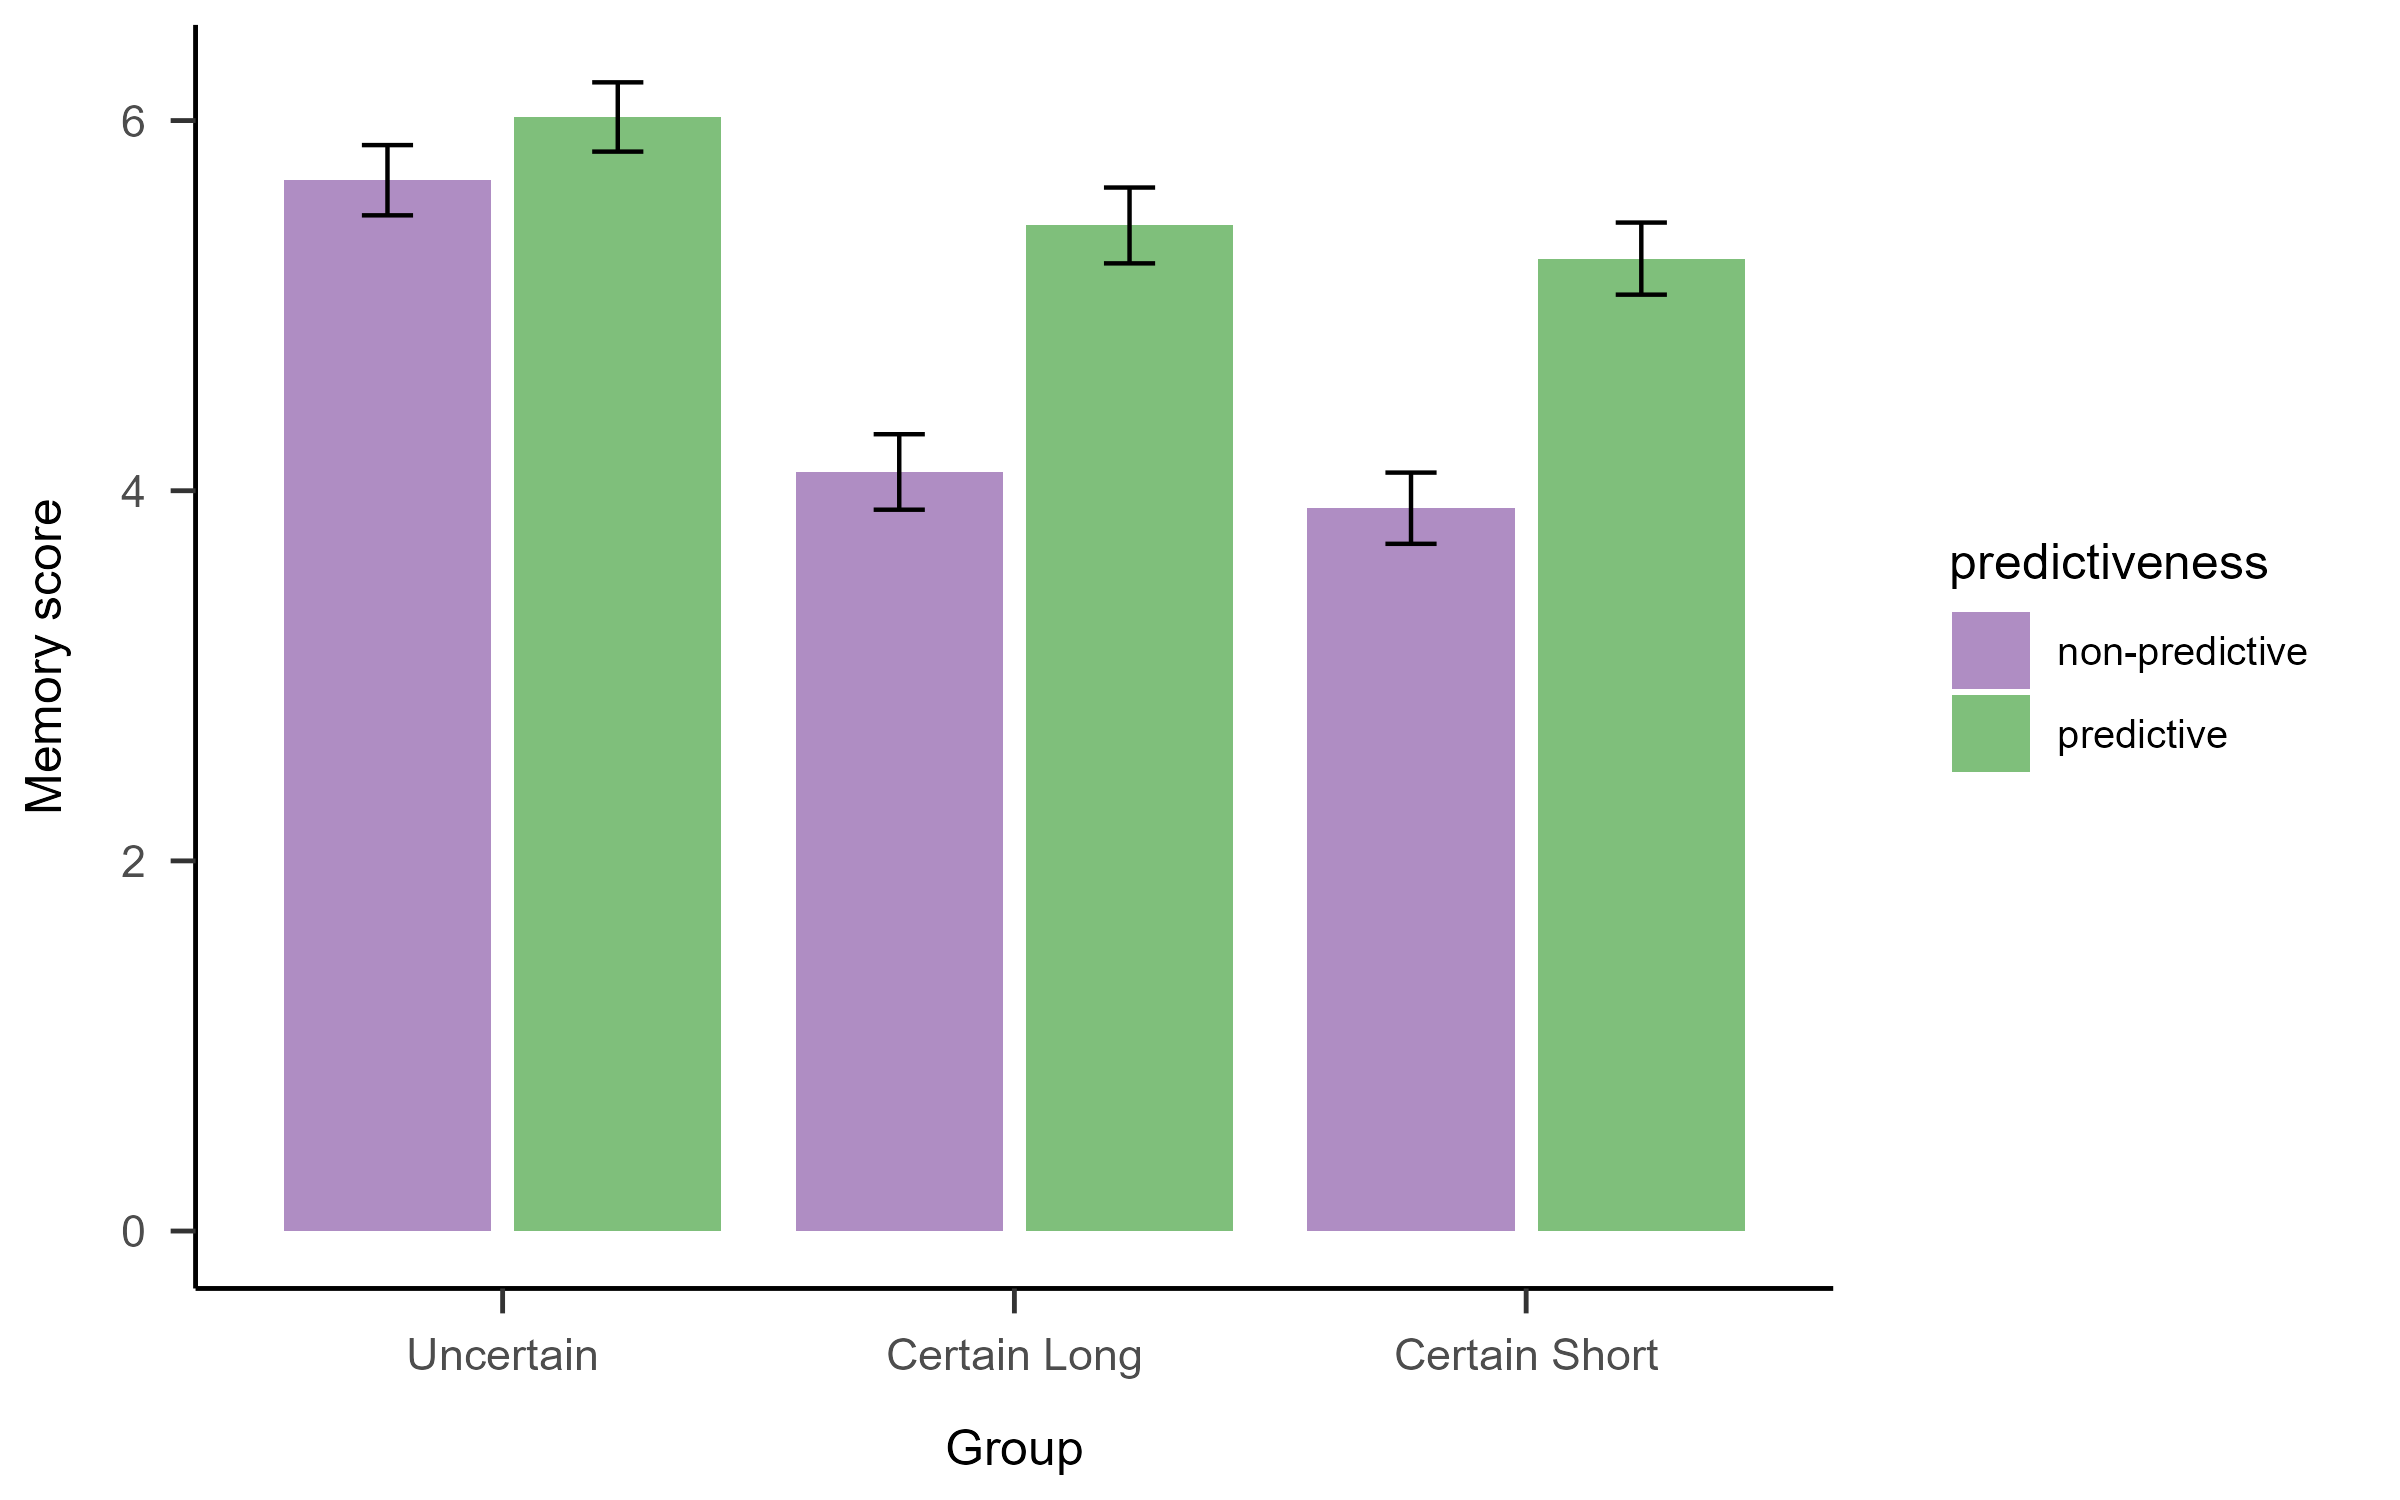 Memory score
6
4
2
0
Uncertain
Certain Long
Certain Short
Group
predictiveness
non-predictive
predictive